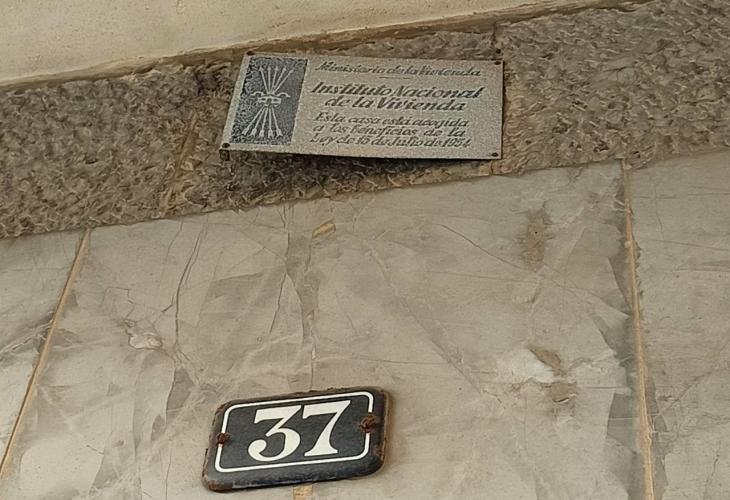 Ministerio de la Vivienda
Instituto Nacional
de la Vivienda
Esta casa está acogida
a los beneficios de la
Ley de 15 de Julio de 1954
37